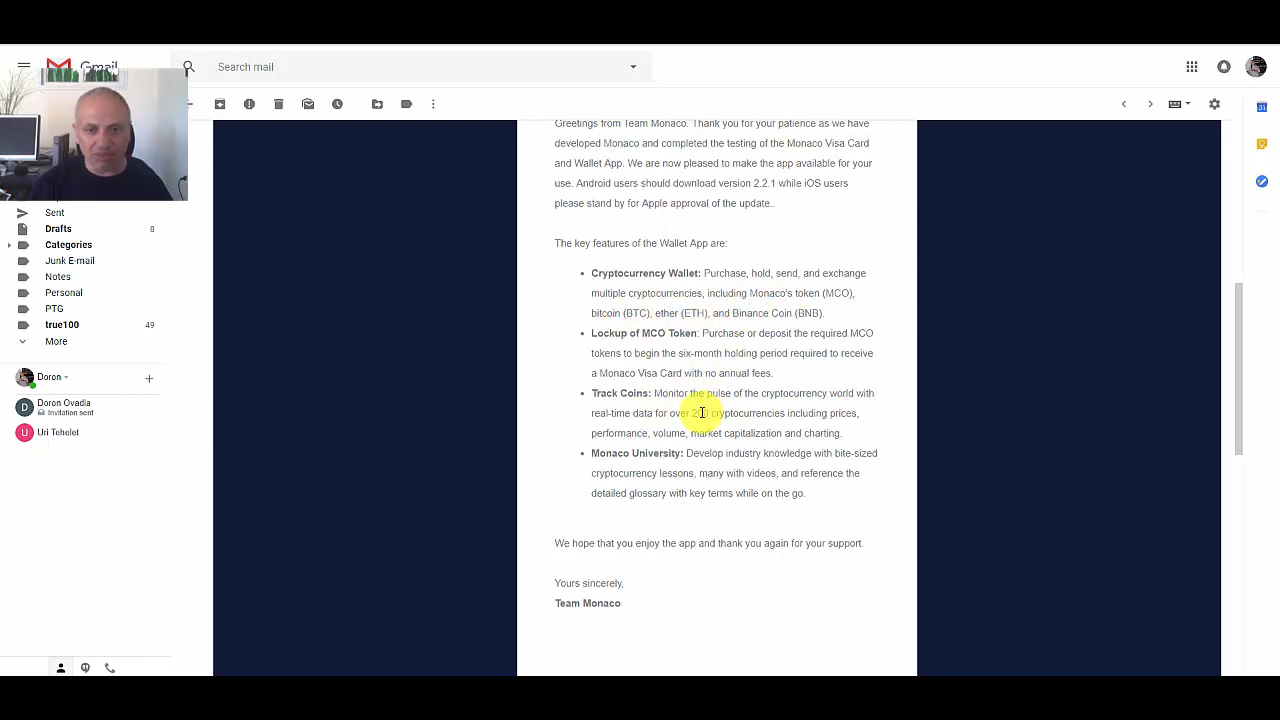 Gmail
Search mail
Sent
Drafts 8
Categories
Junk E-mail
Notes
Personal
PTG
true100 49
More
Doron
Doron Ovadia
Invitation sent
Uri Tehelet
Greetings from Team Monaco. Thank you for your patience as we have
developed Monaco and completed the testing of the Monaco Visa Card
and Wallet App. We are now pleased to make the app available for your
use. Android users should download version 2.2.1 while iOS users
please stand by for Apple approval of the update..
The key features of the Wallet App are:
• Cryptocurrency Wallet: Purchase, hold, send, and exchange
multiple cryptocurrencies, including Monaco's token (MCO),
bitcoin (BTC), ether (ETH), and Binance Coin (BNB).
• Lockup of MCO Token: Purchase or deposit the required MCO
tokens to begin the six-month holding period required to receive
a Monaco Visa Card with no annual fees.
• Track Coins: Monitor the pulse of the cryptocurrency world with
real-time data for over 200 cryptocurrencies including prices,
performance, volume, market capitalization and charting.
• Monaco University: Develop industry knowledge with bite-sized
cryptocurrency lessons, many with videos, and reference the
detailed glossary with key terms while on the go.
We hope that you enjoy the app and thank you again for your support.
Yours sincerely,
Team Monaco
D
U
31